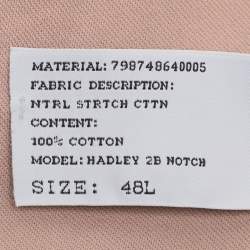 MATERIAL: 798748640005
FABRIC DESCRIPTION:
NTRL STRTCH CTTN
CONTENT:
100% COTTON
MODEL: HADLEY 2B NOTCH
SIZE: 48L